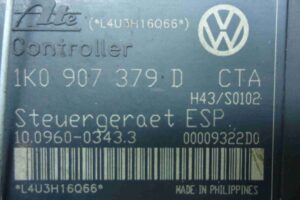 Ate (*L4U3H16Q66*)
Controller
1K0 907 379 D CTA
H43/S0102
Steuergeraet ESP.
10.0960-0343.3 00009322D0
*L4U3H16Q66* MADE IN PHILIPPINES